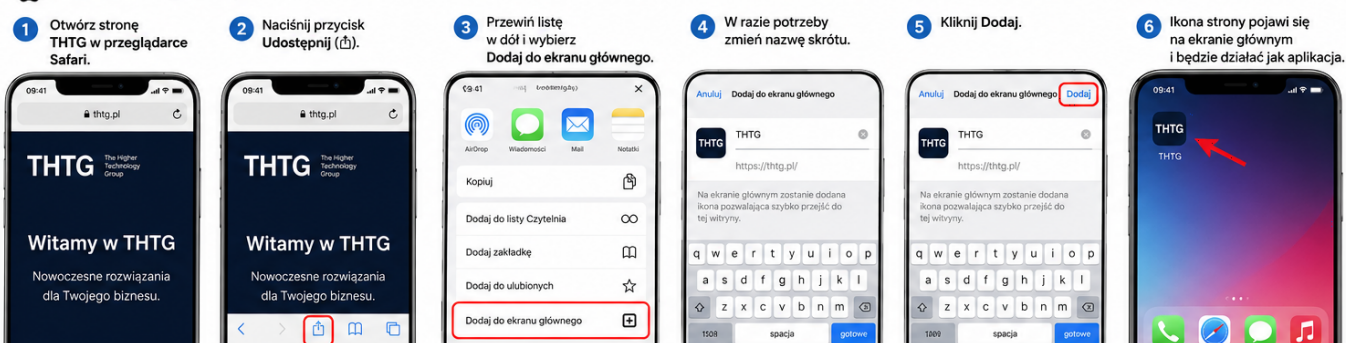 1
Otwórz stronę
THTG w przeglądarce
Safari.
09:41
thtg.pl
THTG
The Higher
Technology
Group
Witamy w THTG
Nowoczesne rozwiązania
dla Twojego biznesu.
2
Naciśnij przycisk
Udostępnij ( ).
09:41
thtg.pl
THTG
The Higher
Technology
Group
Witamy w THTG
Nowoczesne rozwiązania
dla Twojego biznesu.
3
Przewiń listę
w dół i wybierz
Dodaj do ekranu głównego.
09:41
AirDrop
Wiadomości
Mail
Notatki
Kopiuj
Dodaj do listy Czytelnia
Dodaj zakładkę
Dodaj do ulubionych
Dodaj do ekranu głównego
4
W razie potrzeby
zmień nazwę skrótu.
Anuluj Dodaj do ekranu głównego
THTG
THTG
https://thtg.pl/
Na ekranie głównym zostanie dodana
ikona pozwalająca szybko przejść do
tej witryny.
q w e r t y u i o p
a s d f g h j k l
z x c v b n m
spacja gotowe
5
Kliknij Dodaj.
Anuluj Dodaj do ekranu głównego Dodaj
THTG
THTG
https://thtg.pl/
Na ekranie głównym zostanie dodana
ikona pozwalająca szybko przejść do
tej witryny.
q w e r t y u i o p
a s d f g h j k l
z x c v b n m
spacja gotowe
6
Ikona strony pojawi się
na ekranie głównym
i będzie działać jak aplikacja.
09:41
THTG
THTG